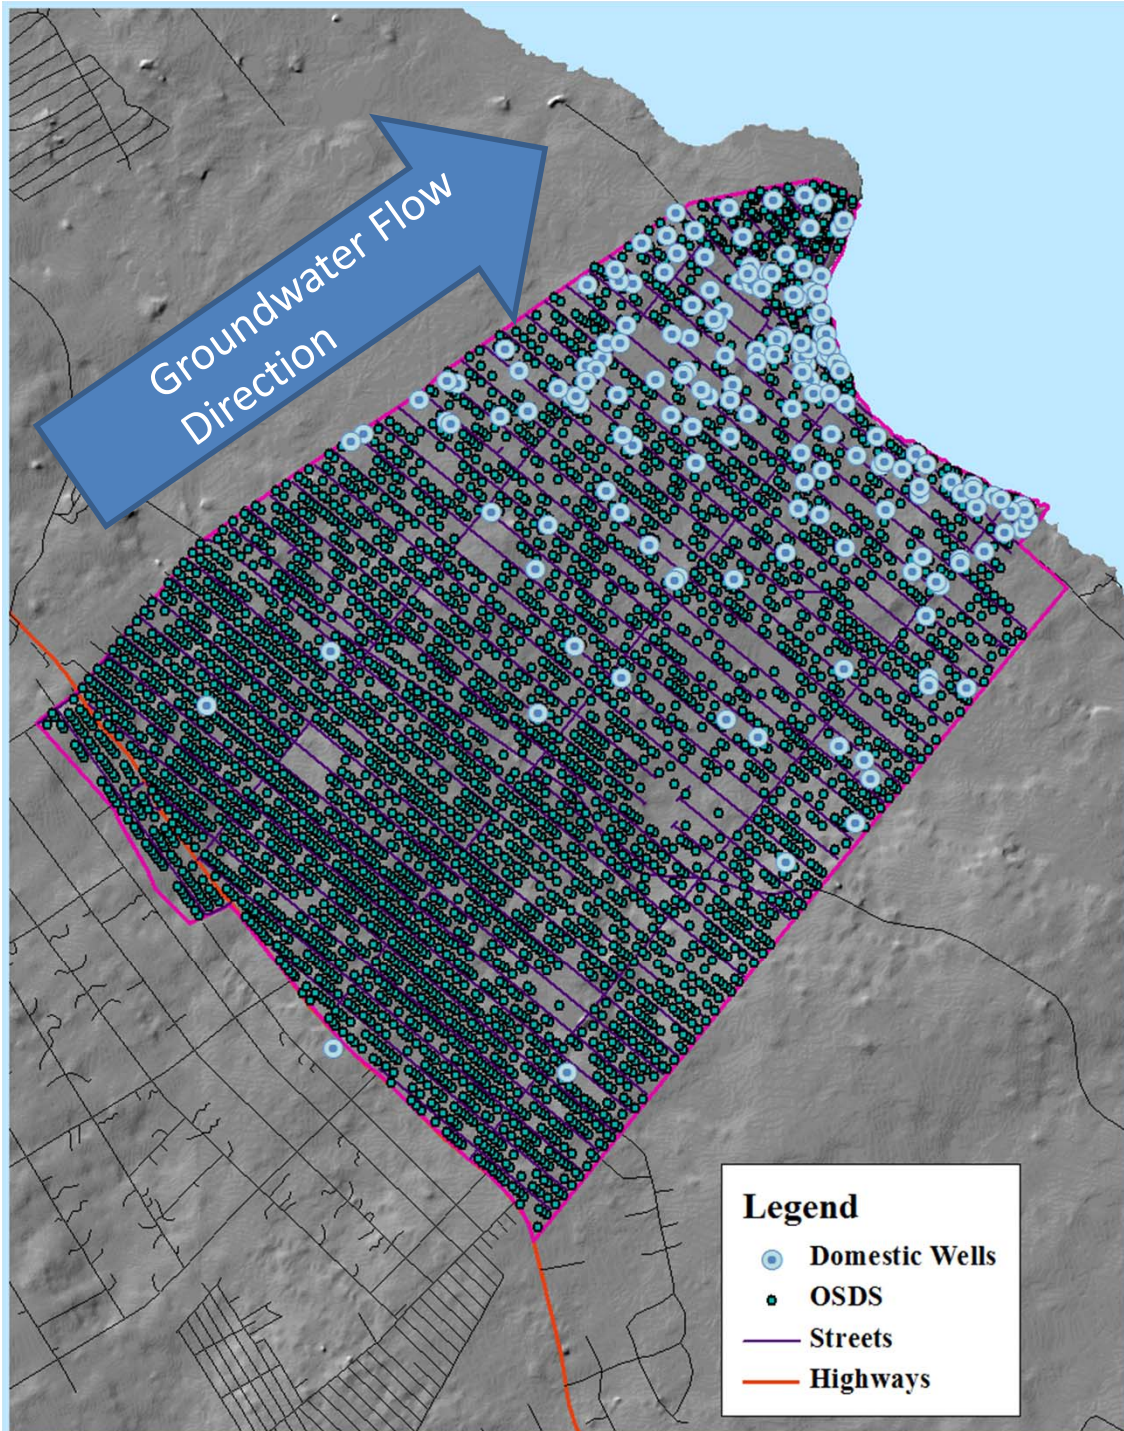 Groundwater Flow
Direction
Legend
Domestic Wells
OSDS
Streets
Highways